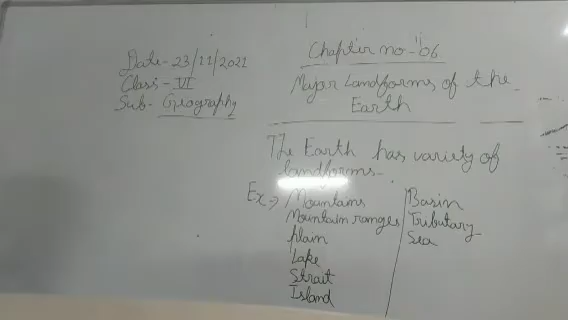 Date- 23/11/2021
Class- VI
Sub- Geography
Chapter no-"06
Major Landforms of the
Earth
The Earth has variety of
landforms-
Ex→ Mountains
Mountain ranges
plain
Lake
Strait
Island
Basin
Tributary
Sea